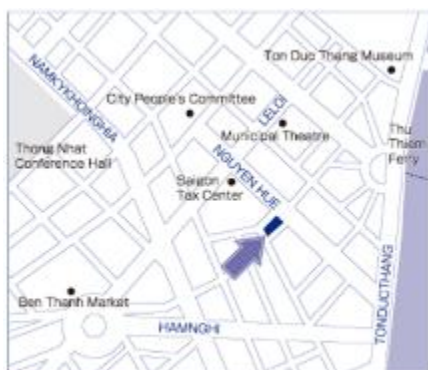 Ton Duc Thang Museum
NAMKYKHOINGHIA
City People's Committee
LELOI
Municipal Theatre
Thu
Thiem
Ferry
Thong Nhat
Conference Hall
NGUYEN HUE
Saigon
Tax Center
TONDUCTHANG
Ben Thanh Market
HAMNGHI